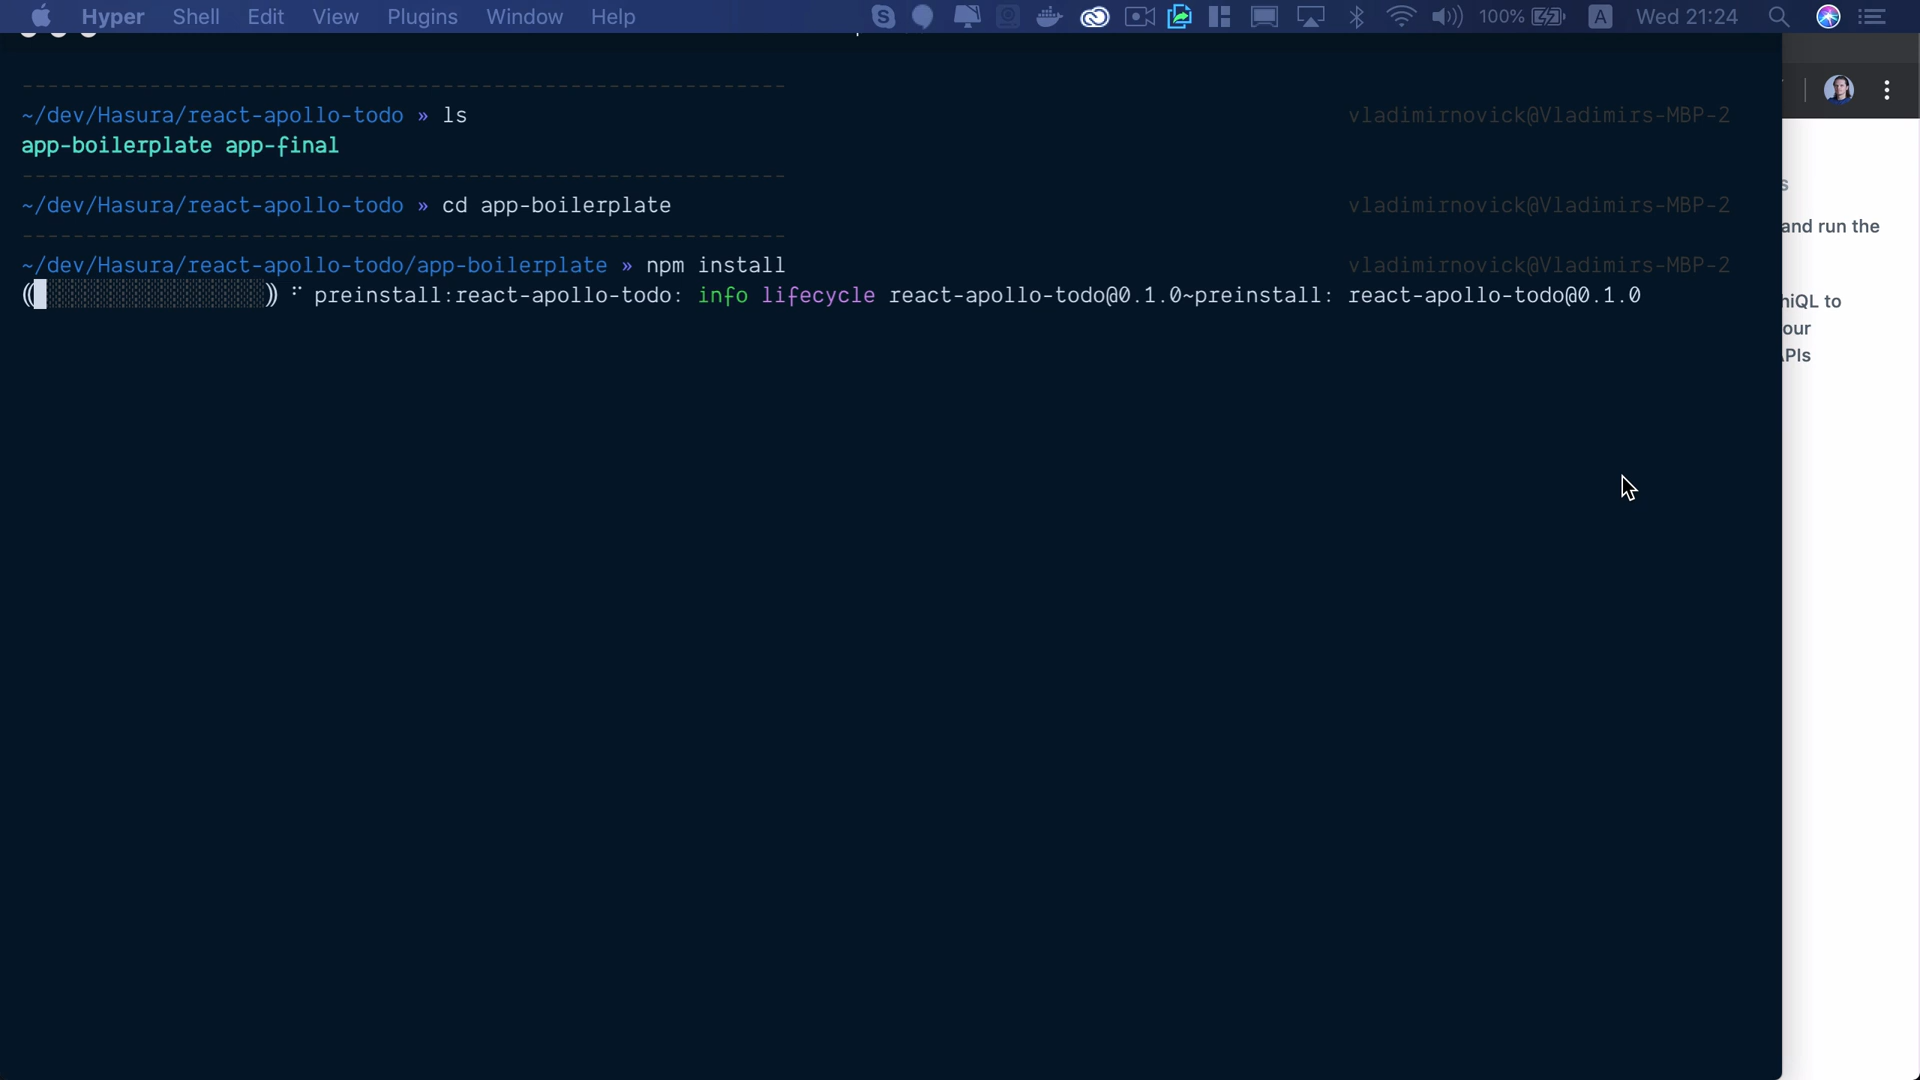 Hyper Shell Edit View Plugins Window Help 100% A Wed 21:24
~/dev/Hasura/react-apollo-todo » ls vladimirnovick@Vladimirs-MBP-2
app-boilerplate app-final
~/dev/Hasura/react-apollo-todo » cd app-boilerplate vladimirnovick@Vladimirs-MBP-2
~/dev/Hasura/react-apollo-todo/app-boilerplate » npm install vladimirnovick@Vladimirs-MBP-2
preinstall:react-apollo-todo: info lifecycle react-apollo-todo@0.1.0~preinstall: react-apollo-todo@0.1.0
s
and run the
hiQL to
our
APIs